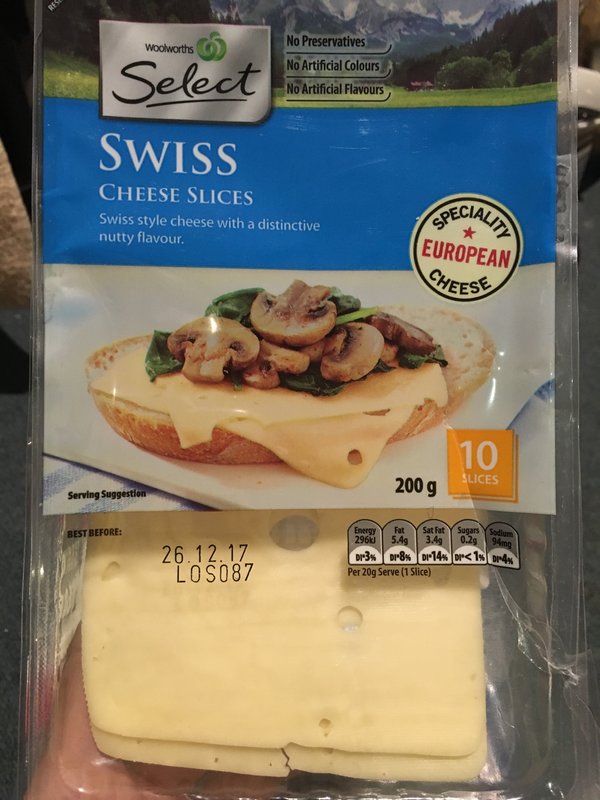 Woolworths
Select
No Preservatives
No Artificial Colours
No Artificial Flavours
SWISS
CHEESE SLICES
Swiss style cheese with a distinctive
nutty flavour.
SPECIALITY
EUROPEAN
CHEESE
10
SLICES
200 g
Serving Suggestion
BEST BEFORE:
26.12.17
LOS087
Energy
296kJ
DI*3%
Fat
5.4g
DI*8%
Sat Fat
3.4g
DI*14%
Sugars
0.2g
DI*<1%
Sodium
94mg
DI*4%
Per 20g Serve (1 Slice)